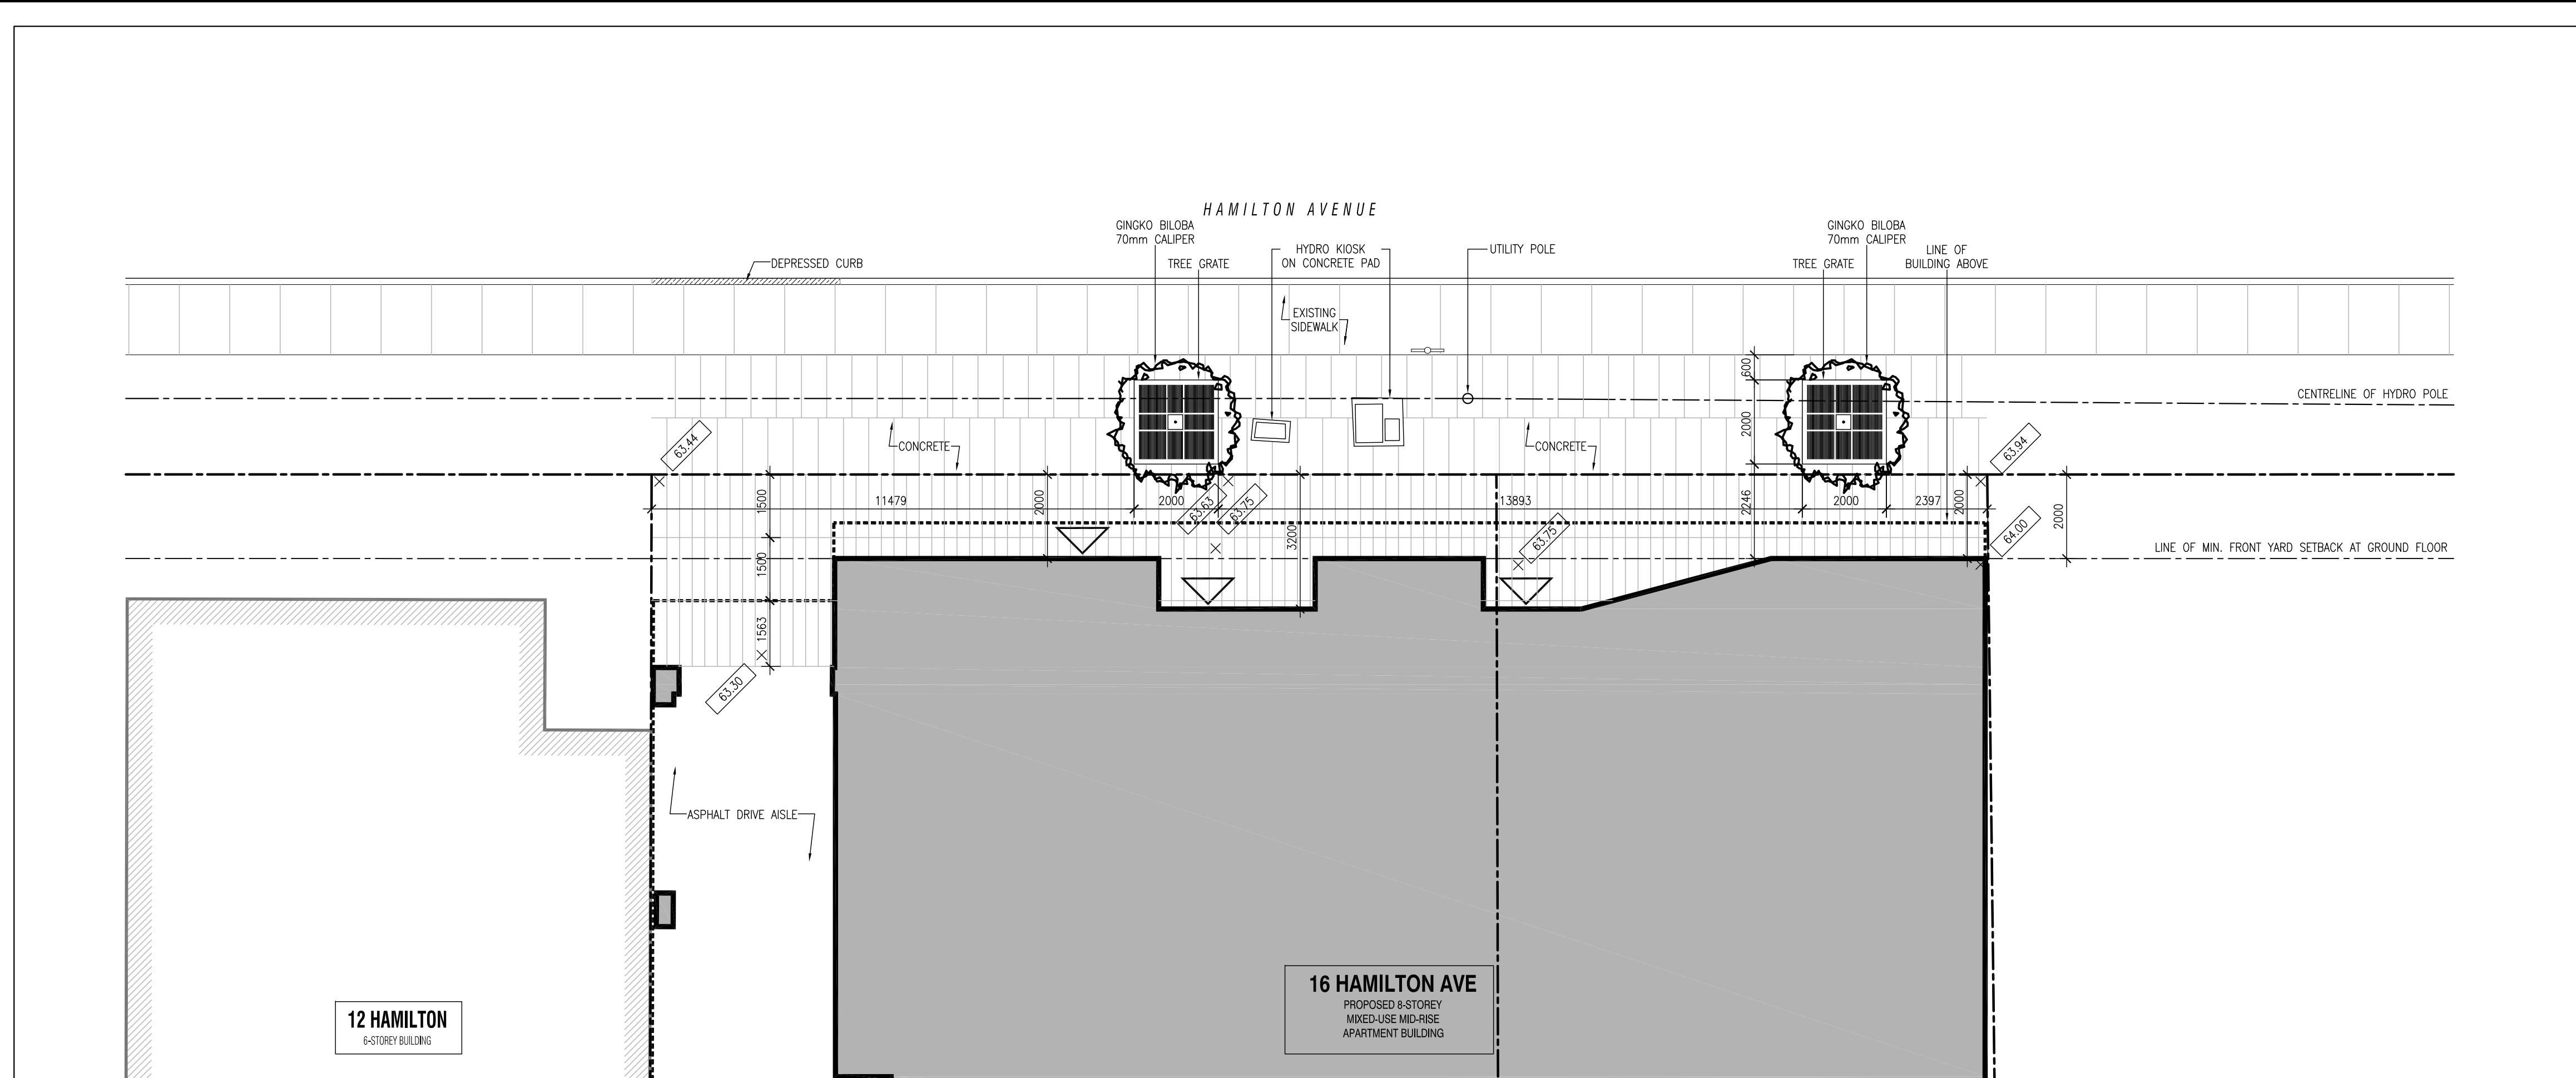 HAMILTON AVENUE
GINGKO BILOBA
70mm CALIPER
GINGKO BILOBA
70mm CALIPER
DEPRESSED CURB
TREE GRATE
HYDRO KIOSK
ON CONCRETE PAD
UTILITY POLE
TREE GRATE
LINE OF
BUILDING ABOVE
EXISTING
SIDEWALK
600
CENTRELINE OF HYDRO POLE
2000
63.44
CONCRETE
CONCRETE
63.94
1500
11479
2000
2000
63.63
63.75
13893
2246
2000
2397
2000
2000
3200
63.75
64.00
1500
LINE OF MIN. FRONT YARD SETBACK AT GROUND FLOOR
1563
63.30
ASPHALT DRIVE AISLE
16 HAMILTON AVE
PROPOSED 8-STOREY
MIXED-USE MID-RISE
APARTMENT BUILDING
12 HAMILTON
6-STOREY BUILDING